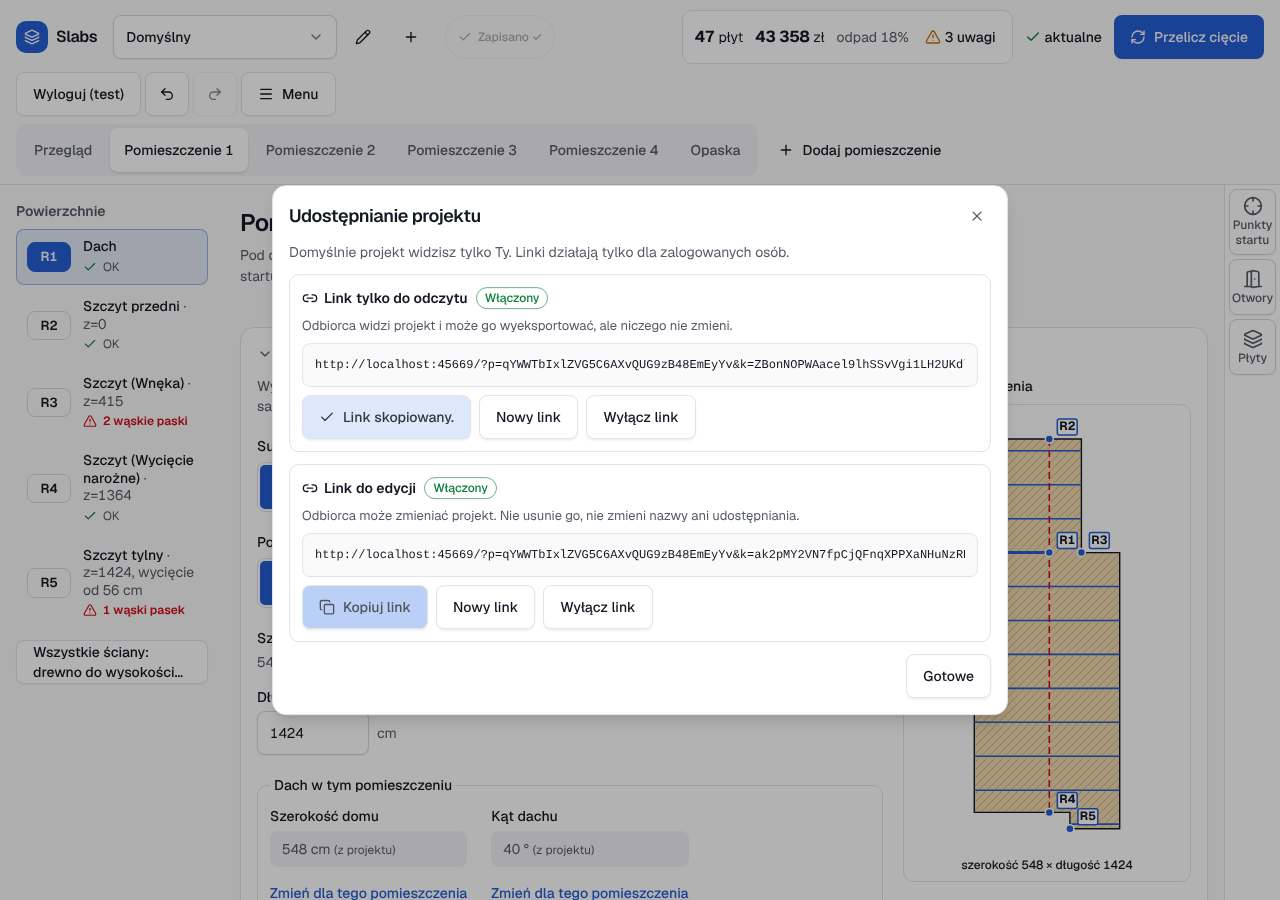 Slabs
Domyślny
Zapisano
47 płyt 43 358 zł odpad 18% 3 uwagi
aktualne
Przelicz cięcie
Wyloguj (test)
Menu
Przegląd
Pomieszczenie 1
Pomieszczenie 2
Pomieszczenie 3
Pomieszczenie 4
Opaska
Dodaj pomieszczenie
Powierzchnie
R1
Dach
OK
R2
Szczyt przedni ·
z=0
OK
R3
Szczyt (Wnęka) ·
z=415
2 wąskie paski
R4
Szczyt (Wycięcie
narożne) ·
z=1364
OK
R5
Szczyt tylny ·
z=1424, wycięcie
od 56 cm
1 wąski pasek
Wszystkie ściany:
drewno do wysokości...
Udostępnianie projektu
Domyślnie projekt widzisz tylko Ty. Linki działają tylko dla zalogowanych osób.
Link tylko do odczytu Włączony
Odbiorca widzi projekt i może go wyeksportować, ale niczego nie zmieni.
http://localhost:45669/?p=qYWWTbIxlZVG5C6AXvQUG9zB48EmEyYv&k=ZBonNOPWAacel9lhSSvVgi1LH2UKd
Link skopiowany.
Nowy link
Wyłącz link
Link do edycji Włączony
Odbiorca może zmieniać projekt. Nie usunie go, nie zmieni nazwy ani udostępniania.
http://localhost:45669/?p=qYWWTbIxlZVG5C6AXvQUG9zB48EmEyYv&k=ak2pMY2VN7fpCjQFnqXPPXaNHuNzR
Kopiuj link
Nowy link
Wyłącz link
Gotowe
1424
cm
Dach w tym pomieszczeniu
Szerokość domu
548 cm (z projektu)
Zmień dla tego pomieszczenia
Kąt dachu
40 ° (z projektu)
Zmień dla tego pomieszczenia
R2
R1
R3
R4
R5
szerokość 548 × długość 1424
Punkty
startu
Otwory
Płyty